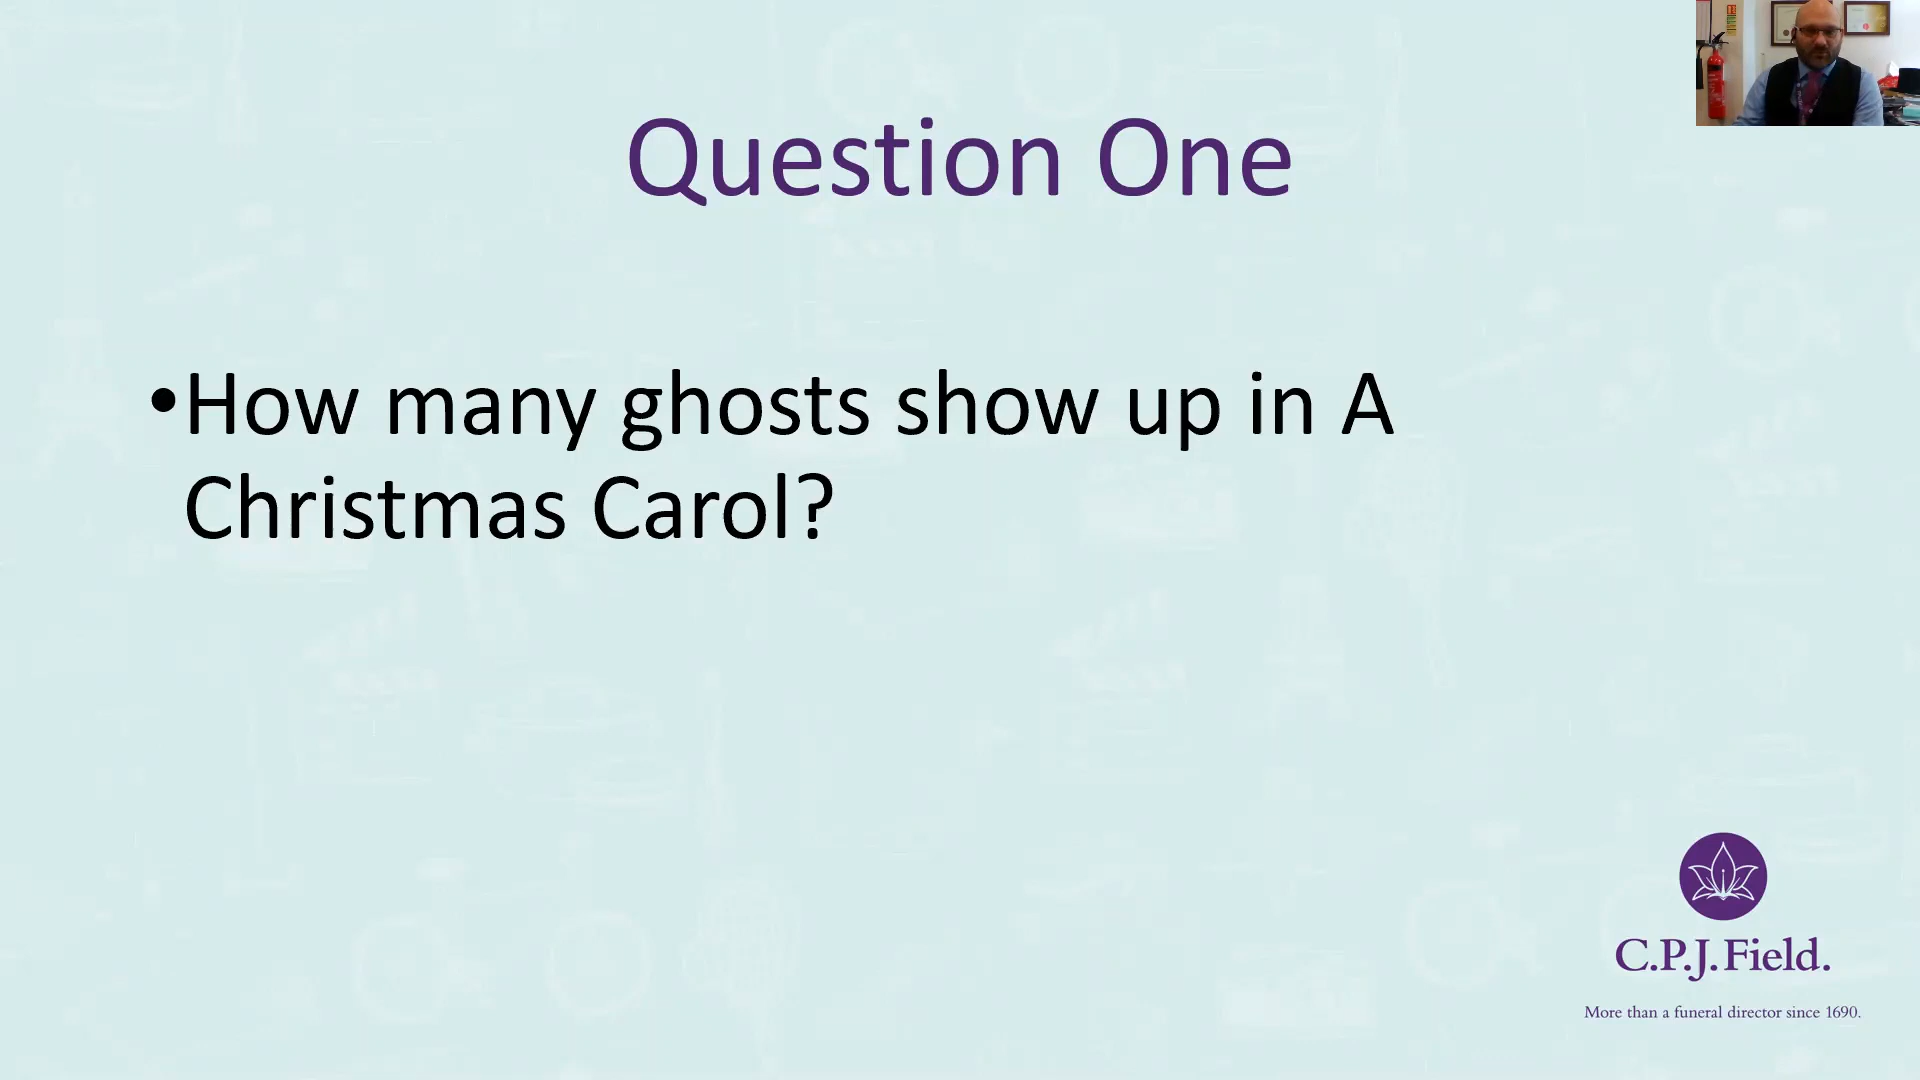 Question One
•How many ghosts show up in A
Christmas Carol?
C.P.J. Field.
More than a funeral director since 1690.